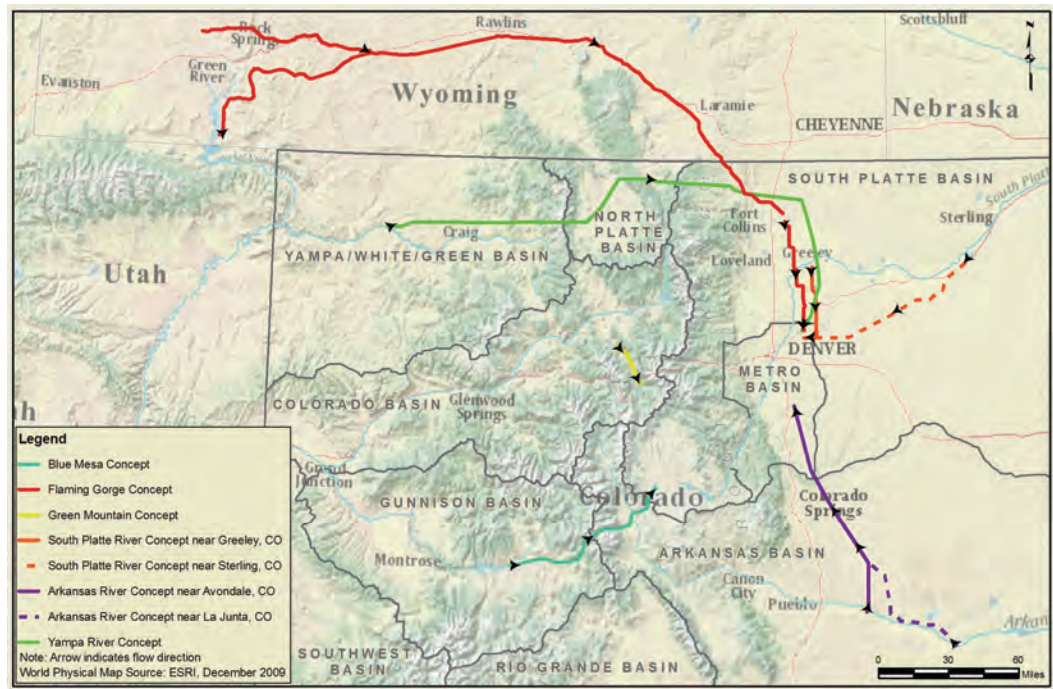 Rock
Springs
Rawlins
Scottsbluff
Green
River
Evanston
Wyoming
Nebraska
Laramie
CHEYENNE
SOUTH PLATTE BASIN
South Platte
Sterling
Fort
Collins
NORTH
PLATTE
BASIN
Craig
YAMPA/WHITE/GREEN BASIN
Utah
Loveland
Greeley
DENVER
METRO
BASIN
Glenwood
Springs
COLORADO BASIN
Grand
Junction
GUNNISON BASIN
Colorado
Colorado
Springs
Montrose
ARKANSAS BASIN
Canon
City
Pueblo
Arkan
SOUTHWEST
BASIN
RIO GRANDE BASIN
Legend
Blue Mesa Concept
Flaming Gorge Concept
Green Mountain Concept
South Platte River Concept near Greeley, CO
South Platte River Concept near Sterling, CO
Arkansas River Concept near Avondale, CO
Arkansas River Concept near La Junta, CO
Yampa River Concept
Note: Arrow indicates flow direction
World Physical Map Source: ESRI, December 2009
0 30 60
Miles